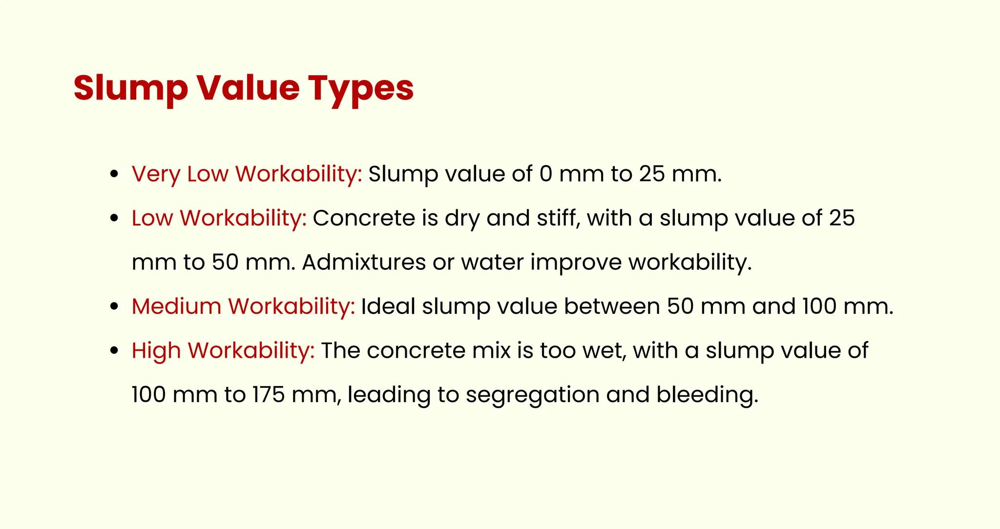 Slump Value Types
• Very Low Workability: Slump value of 0 mm to 25 mm.
• Low Workability: Concrete is dry and stiff, with a slump value of 25
mm to 50 mm. Admixtures or water improve workability.
• Medium Workability: Ideal slump value between 50 mm and 100 mm.
• High Workability: The concrete mix is too wet, with a slump value of
100 mm to 175 mm, leading to segregation and bleeding.